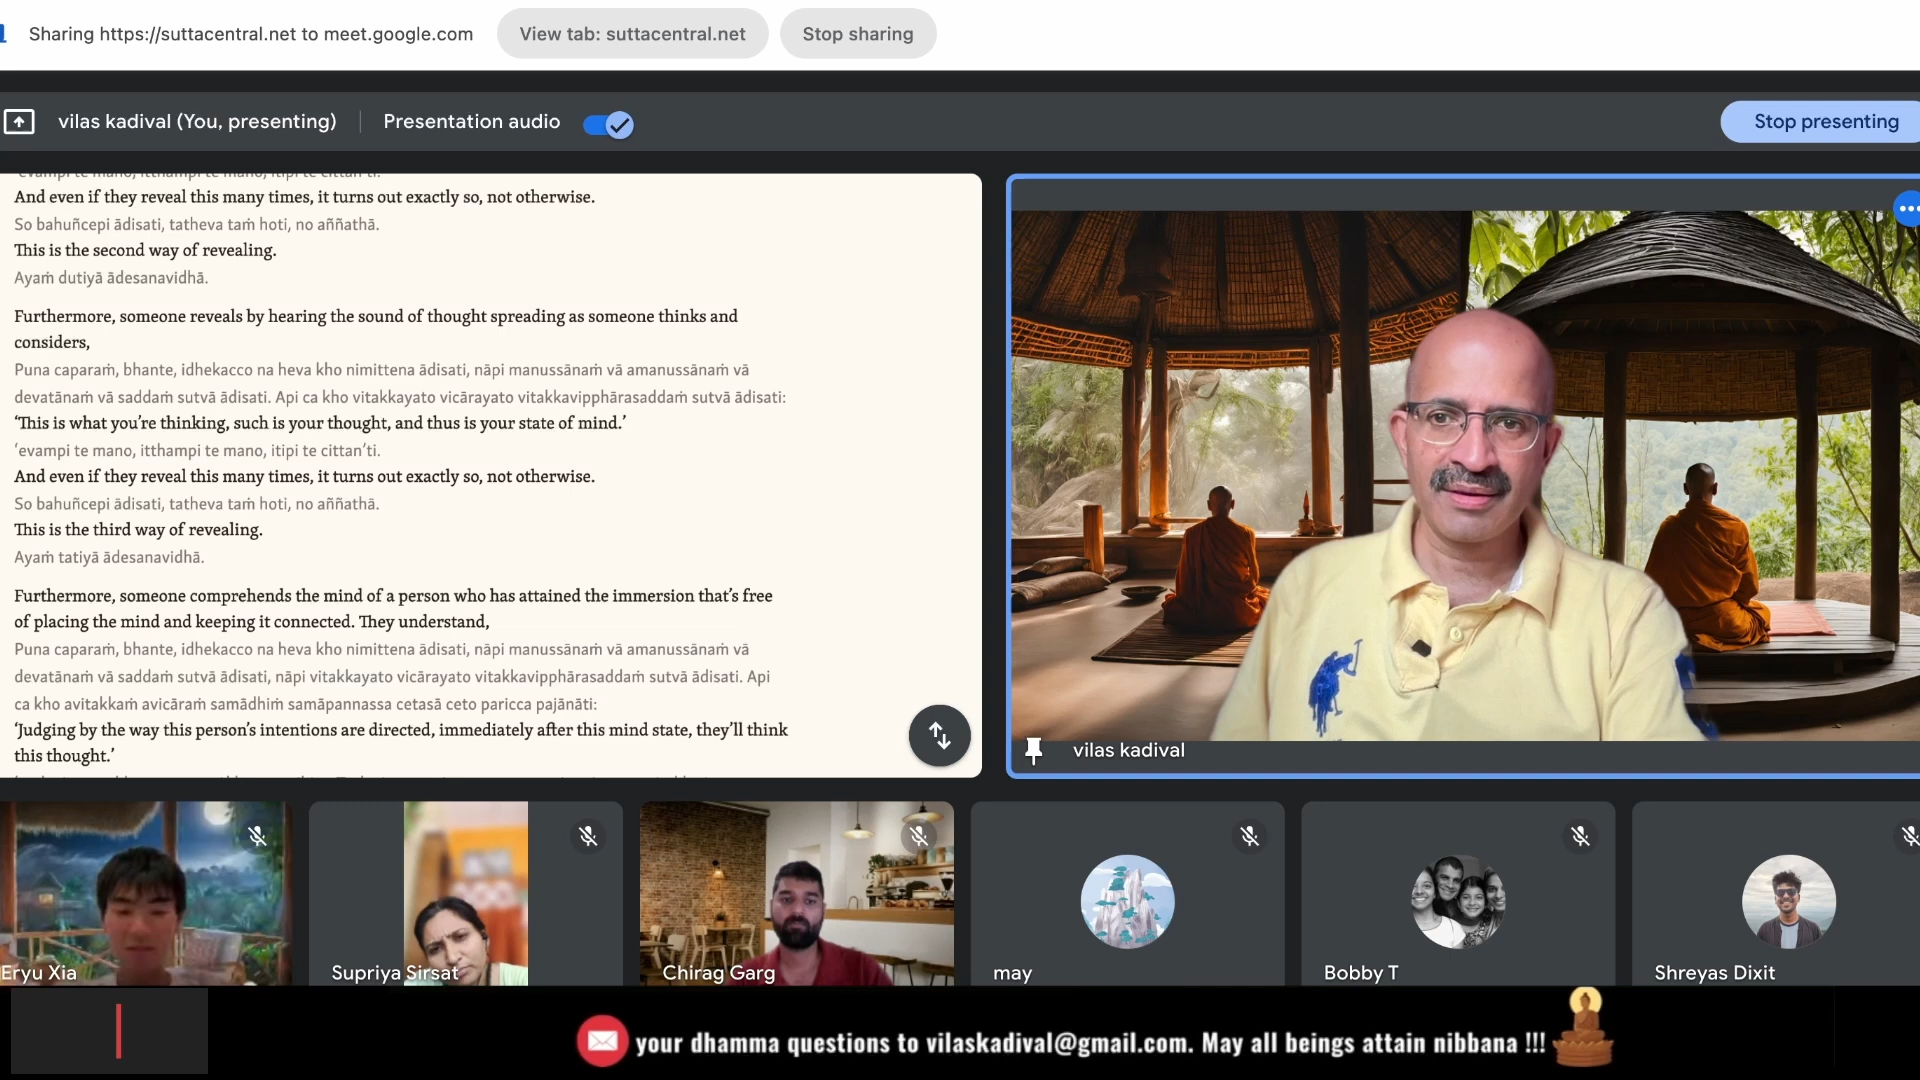 Sharing https://suttacentral.net to meet.google.com
View tab: suttacentral.net
Stop sharing
vilas kadival (You, presenting)
Presentation audio
Stop presenting
‘evampi te mano, itthampi te mano, itipi te cittan’ti.
And even if they reveal this many times, it turns out exactly so, not otherwise.
So bahuñcepi ādisati, tatheva taṁ hoti, no aññathā.
This is the second way of revealing.
Ayaṁ dutiyā ādesanavidhā.
Furthermore, someone reveals by hearing the sound of thought spreading as someone thinks and
considers,
Puna caparaṁ, bhante, idhekacco na heva kho nimittena ādisati, nāpi manussānaṁ vā amanussānaṁ vā
devatānaṁ vā saddaṁ sutvā ādisati. Api ca kho vitakkayato vicārayato vitakkavipphārasaddaṁ sutvā ādisati:
‘This is what you’re thinking, such is your thought, and thus is your state of mind.’
‘evampi te mano, itthampi te mano, itipi te cittan’ti.
And even if they reveal this many times, it turns out exactly so, not otherwise.
So bahuñcepi ādisati, tatheva taṁ hoti, no aññathā.
This is the third way of revealing.
Ayaṁ tatiyā ādesanavidhā.
Furthermore, someone comprehends the mind of a person who has attained the immersion that’s free
of placing the mind and keeping it connected. They understand,
Puna caparaṁ, bhante, idhekacco na heva kho nimittena ādisati, nāpi manussānaṁ vā amanussānaṁ vā
devatānaṁ vā saddaṁ sutvā ādisati, nāpi vitakkayato vicārayato vitakkavipphārasaddaṁ sutvā ādisati. Api
ca kho avitakkaṁ avicāraṁ samādhiṁ samāpannassa cetasā ceto paricca pajānāti:
‘Judging by the way this person’s intentions are directed, immediately after this mind state, they’ll think
this thought.’
vilas kadival
Eryu Xia
Supriya Sirsat
Chirag Garg
may
Bobby T
Shreyas Dixit
your dhamma questions to vilaskadival@gmail.com. May all beings attain nibbana !!!